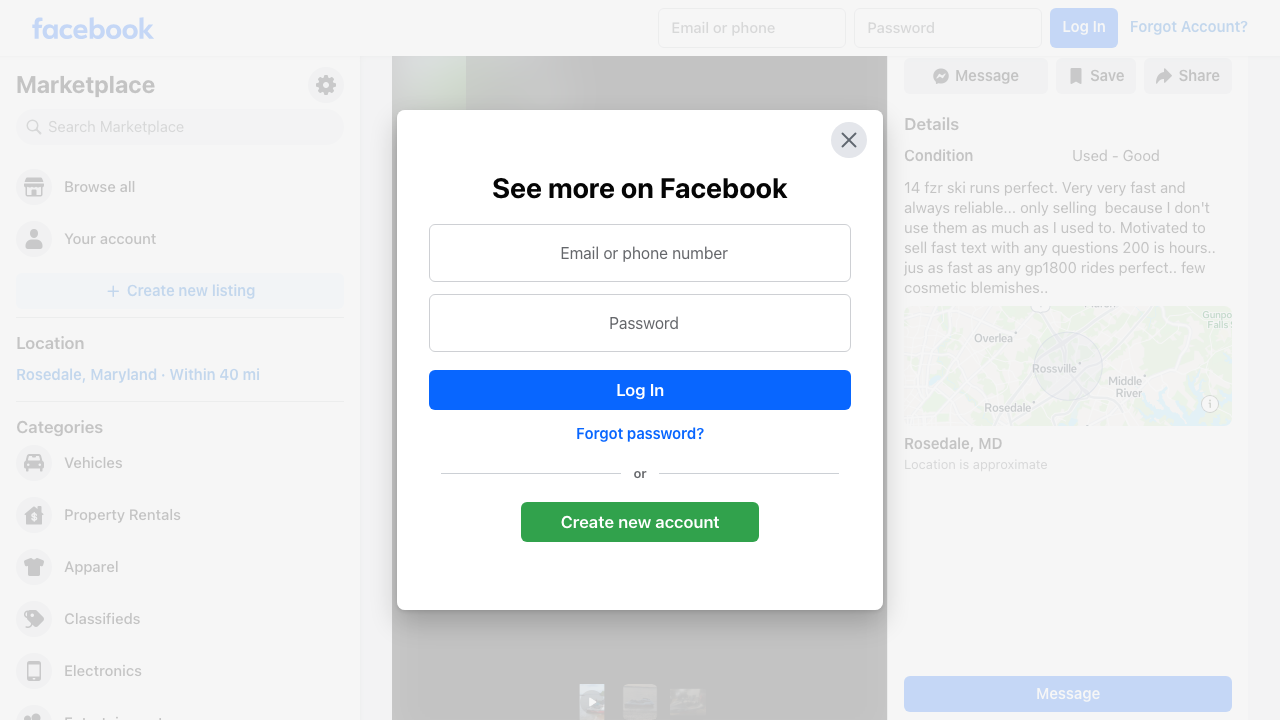 facebook
Email or phone
Password
Log In
Forgot Account?
Marketplace
Search Marketplace
Browse all
Your account
Create new listing
Location
Rosedale, Maryland · Within 40 mi
Categories
Vehicles
Property Rentals
Apparel
Classifieds
Electronics
See more on Facebook
Email or phone number
Password
Log In
Forgot password?
or
Create new account
Message
Save
Share
Details
Condition
Used - Good
14 fzr ski runs perfect. Very very fast and
always reliable... only selling  because I don't
use them as much as I used to. Motivated to
sell fast text with any questions 200 is hours..
jus as fast as any gp1800 rides perfect.. few
cosmetic blemishes..
Overlea
Rossville
Middle
River
Rosedale
Rosedale, MD
Location is approximate
Message